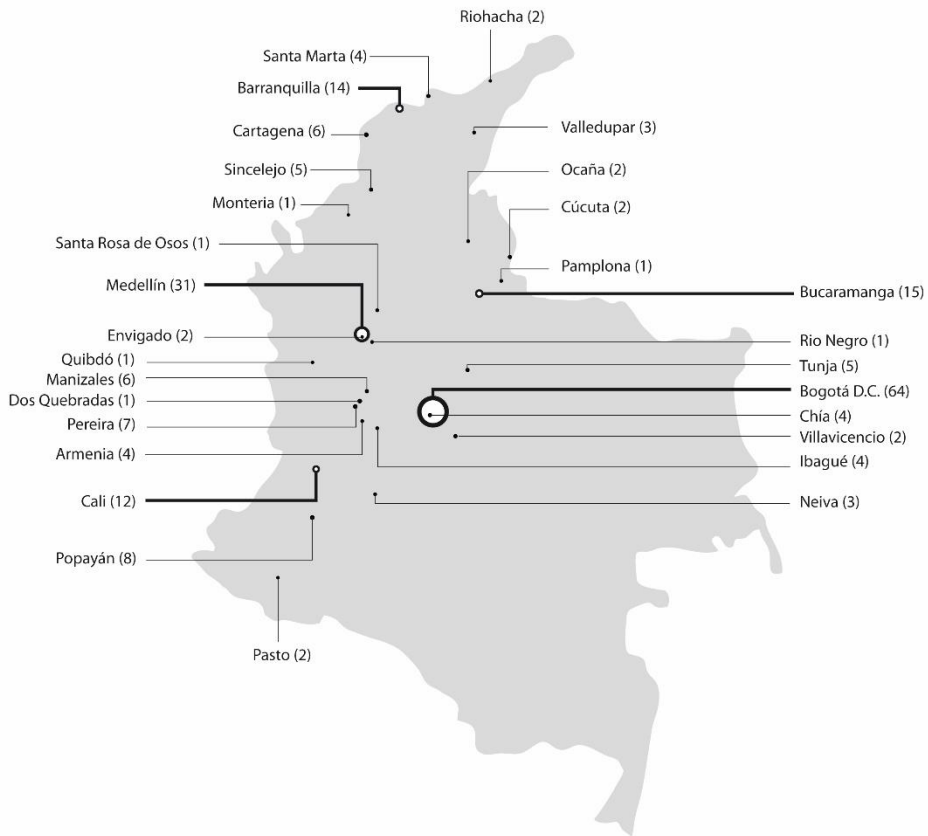 Riohacha (2)
Santa Marta (4)
Barranquilla (14)
Cartagena (6)
Valledupar (3)
Sincelejo (5)
Ocaña (2)
Monteria (1)
Cúcuta (2)
Santa Rosa de Osos (1)
Pamplona (1)
Medellín (31)
Bucaramanga (15)
Envigado (2)
Rio Negro (1)
Quibdó (1)
Tunja (5)
Manizales (6)
Bogotá D.C. (64)
Dos Quebradas (1)
Chía (4)
Pereira (7)
Villavicencio (2)
Armenia (4)
Ibagué (4)
Cali (12)
Neiva (3)
Popayán (8)
Pasto (2)